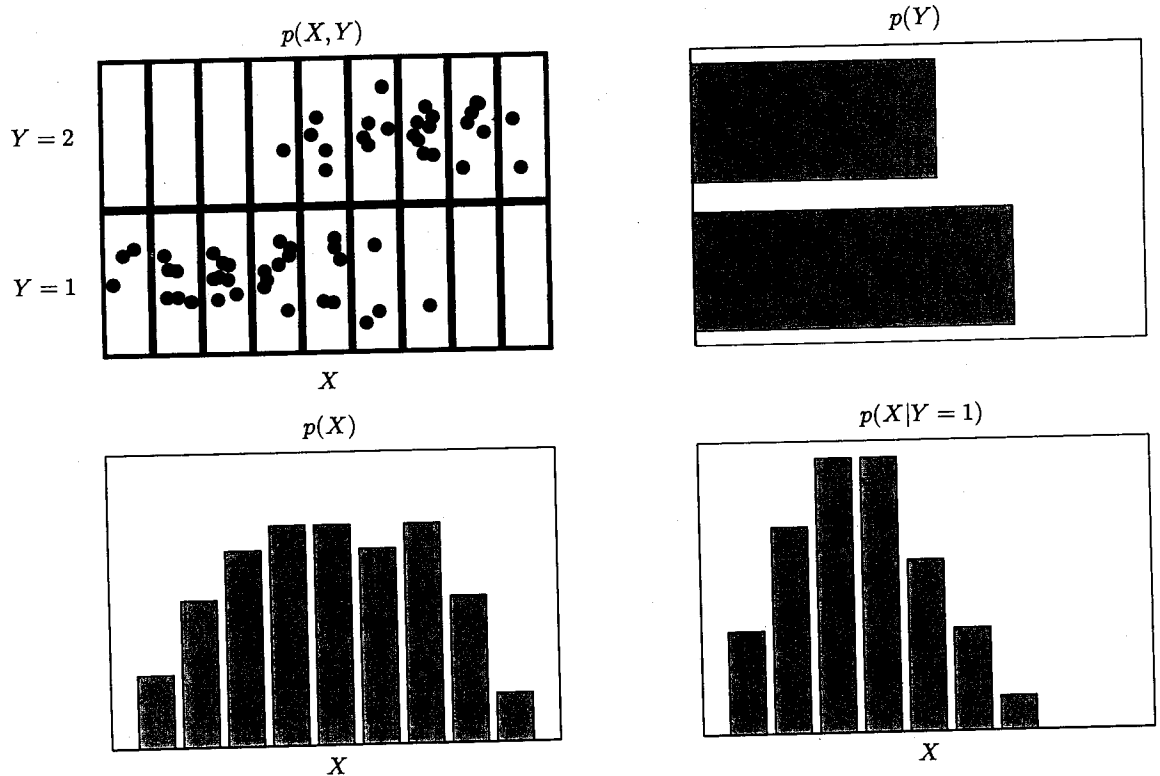 p(X, Y)
p(Y)
Y = 2
Y = 1
X
p(X)
p(X|Y = 1)
X
X